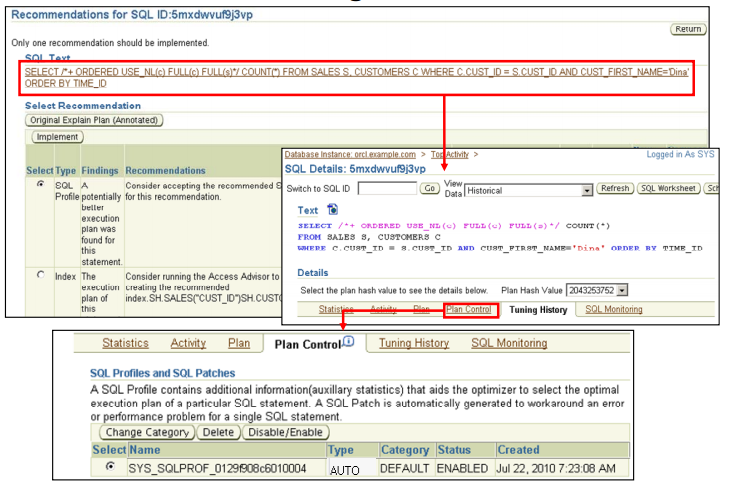 Recommendations for SQL ID:5mxdwvuf9j3vp
Return
Only one recommendation should be implemented.
SQL Text
SELECT /*+ ORDERED USE_NL(c) FULL(c) FULL(s)*/ COUNT(*) FROM SALES S, CUSTOMERS C WHERE C.CUST_ID = S.CUST_ID AND CUST_FIRST_NAME='Dina'
ORDER BY TIME_ID
Select Recommendation
Original Explain Plan (Annotated)
Implement
Select Type Findings Recommendations
SQL Profile
A potentially better execution plan was found for this statement.
Consider accepting the recommended S
for this recommendation.
Index
The execution plan of this
Consider running the Access Advisor to
creating the recommended
index.SH.SALES("CUST_ID")SH.CUSTO
Database Instance: orcl.example.com > Top Activity >
Logged in As SYS
SQL Details: 5mxdwvuf9j3vp
Switch to SQL ID
Go
View Data Historical
Refresh
SQL Worksheet
Sch
Text
SELECT /*+ ORDERED USE_NL(c) FULL(c) FULL(s)*/ COUNT(*)
FROM SALES S, CUSTOMERS C
WHERE C.CUST_ID = S.CUST_ID AND CUST_FIRST_NAME='Dina' ORDER BY TIME_ID
Details
Select the plan hash value to see the details below. Plan Hash Value 2043253752
Statistics Activity Plan Plan Control Tuning History SQL Monitoring
Statistics Activity Plan Plan Control Tuning History SQL Monitoring
SQL Profiles and SQL Patches
A SQL Profile contains additional information(auxillary statistics) that aids the optimizer to select the optimal
execution plan of a particular SQL statement. A SQL Patch is automatically generated to workaround an error
or performance problem for a single SQL statement.
Change Category Delete Disable/Enable
Select Name Type Category Status Created
SYS_SQLPROF_0129f908c6010004 AUTO DEFAULT ENABLED Jul 22, 2010 7:23:08 AM